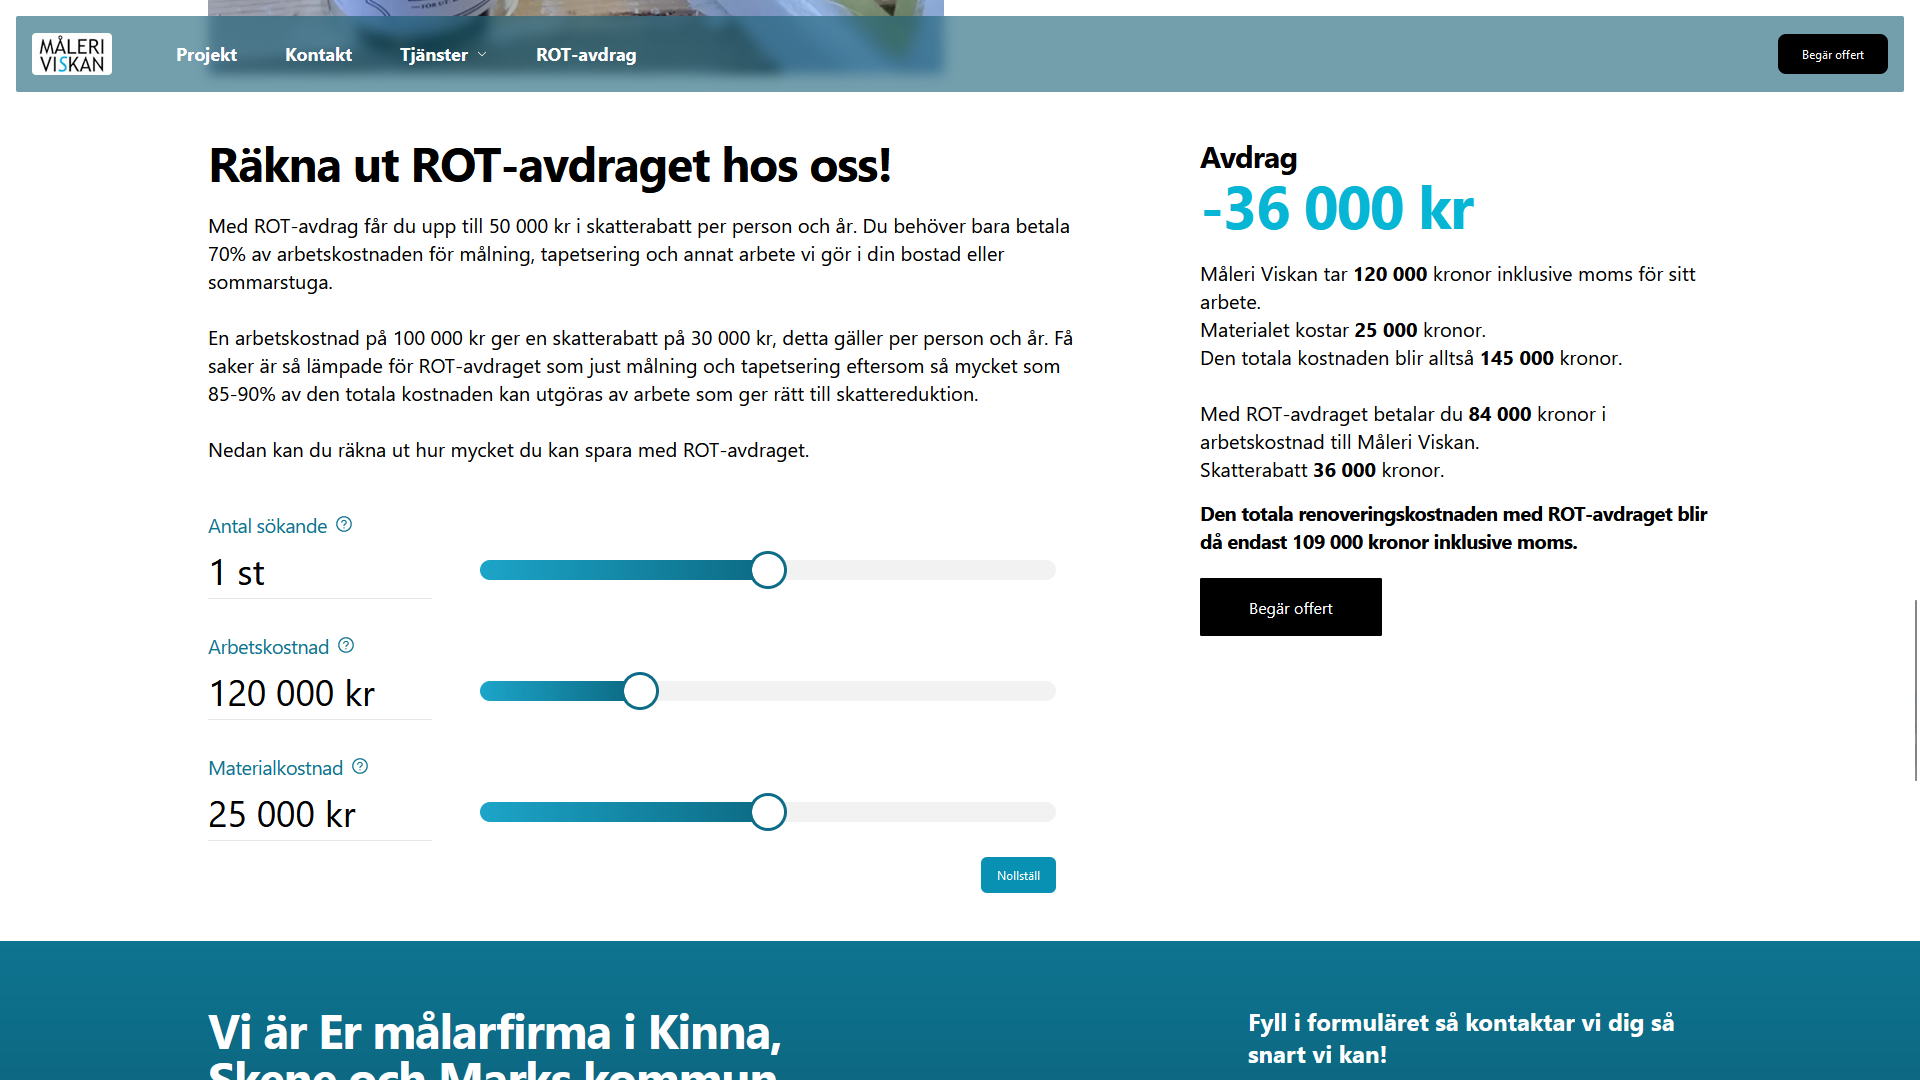 MÅLERI
VISKAN
Projekt
Kontakt
Tjänster
ROT-avdrag
Begär offert
Räkna ut ROT-avdraget hos oss!
Med ROT-avdrag får du upp till 50 000 kr i skatterabatt per person och år. Du behöver bara betala
70% av arbetskostnaden för målning, tapetsering och annat arbete vi gör i din bostad eller
sommarstuga.
En arbetskostnad på 100 000 kr ger en skatterabatt på 30 000 kr, detta gäller per person och år. Få
saker är så lämpade för ROT-avdraget som just målning och tapetsering eftersom så mycket som
85-90% av den totala kostnaden kan utgöras av arbete som ger rätt till skattereduktion.
Nedan kan du räkna ut hur mycket du kan spara med ROT-avdraget.
Antal sökande
1 st
Arbetskostnad
120 000 kr
Materialkostnad
25 000 kr
Nollställ
Avdrag
-36 000 kr
Måleri Viskan tar 120 000 kronor inklusive moms för sitt
arbete.
Materialet kostar 25 000 kronor.
Den totala kostnaden blir alltså 145 000 kronor.
Med ROT-avdraget betalar du 84 000 kronor i
arbetskostnad till Måleri Viskan.
Skatterabatt 36 000 kronor.
Den totala renoveringskostnaden med ROT-avdraget blir
då endast 109 000 kronor inklusive moms.
Begär offert
Vi är Er målarfirma i Kinna,
Skene och Marks kommun
Fyll i formuläret så kontaktar vi dig så
snart vi kan!